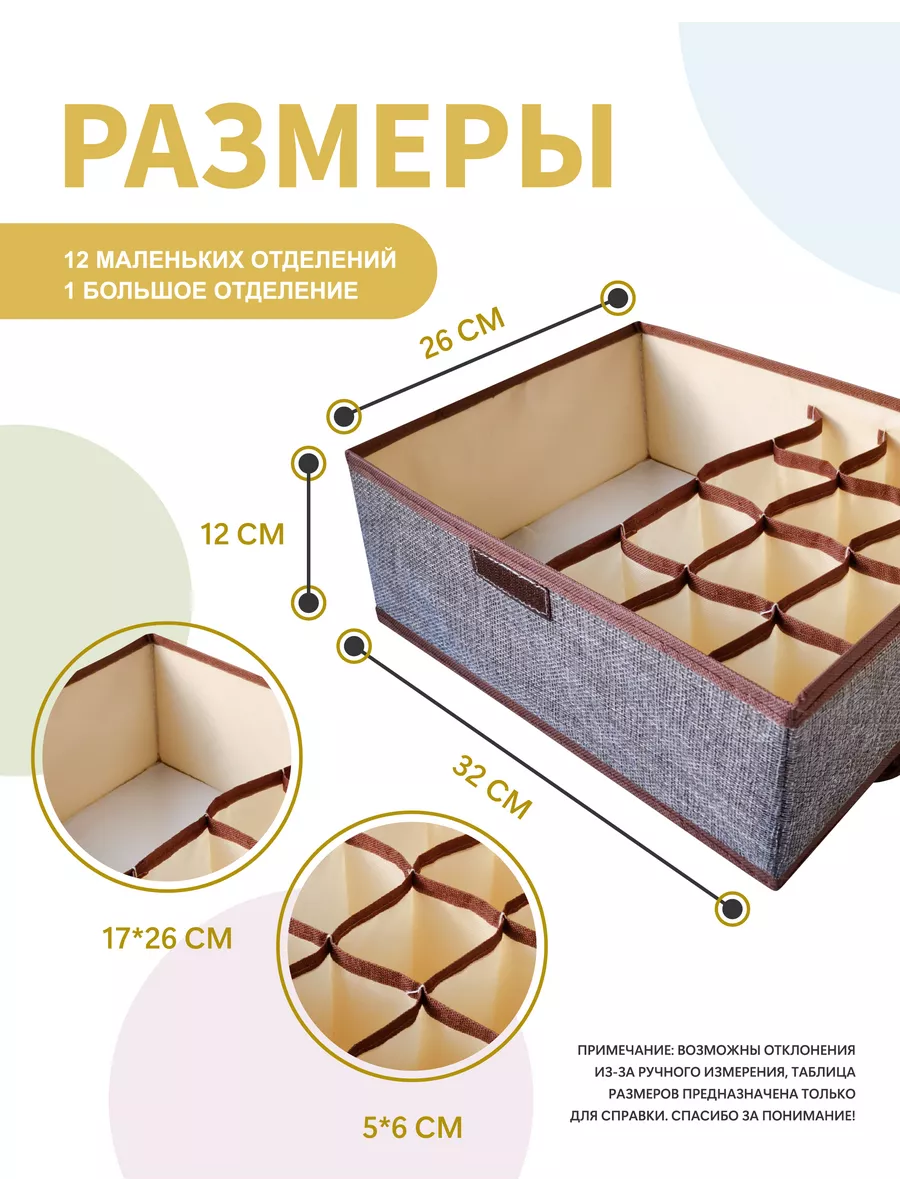 РАЗМЕРЫ
12 МАЛЕНЬКИХ ОТДЕЛЕНИЙ
1 БОЛЬШОЕ ОТДЕЛЕНИЕ
26 СМ
12 СМ
32 СМ
17*26 СМ
5*6 СМ
ПРИМЕЧАНИЕ: ВОЗМОЖНЫ ОТКЛОНЕНИЯ
ИЗ-ЗА РУЧНОГО ИЗМЕРЕНИЯ, ТАБЛИЦА
РАЗМЕРОВ ПРЕДНАЗНАЧЕНА ТОЛЬКО
ДЛЯ СПРАВКИ. СПАСИБО ЗА ПОНИМАНИЕ!